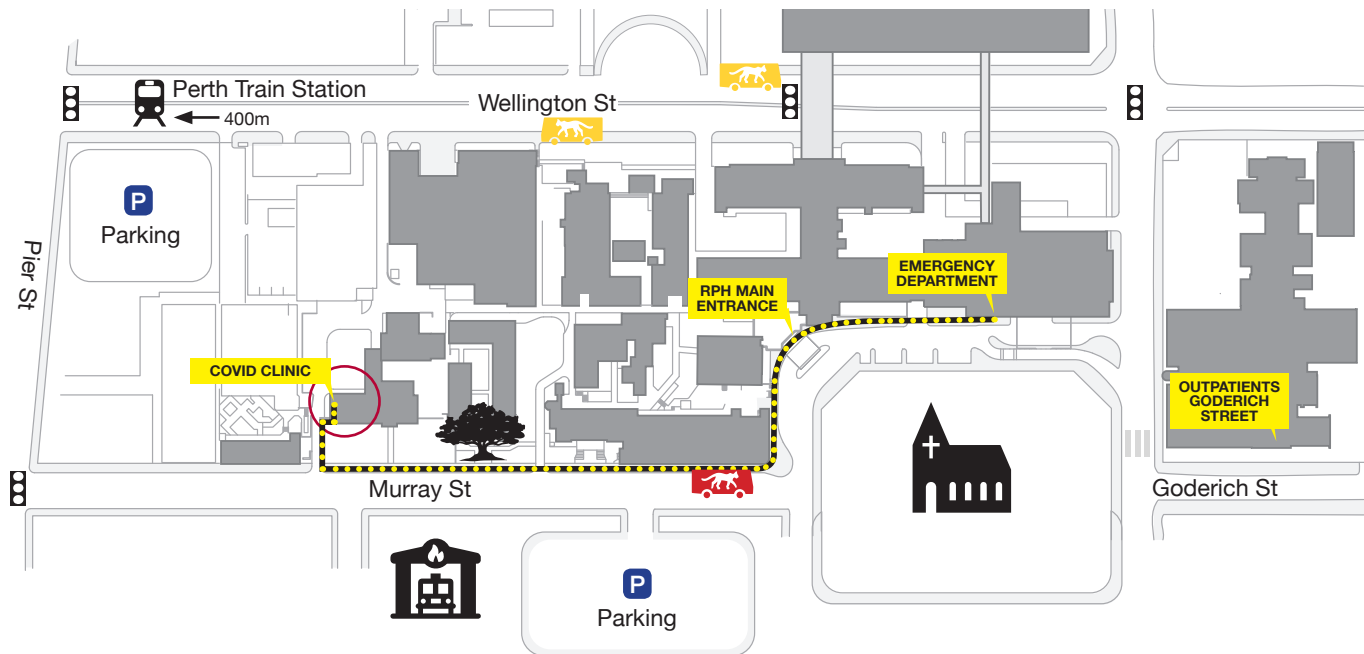 Perth Train Station
400m
Wellington St
P
Parking
Pier St
EMERGENCY
DEPARTMENT
RPH MAIN
ENTRANCE
COVID CLINIC
OUTPATIENTS
GODERICH
STREET
Murray St
Goderich St
P
Parking